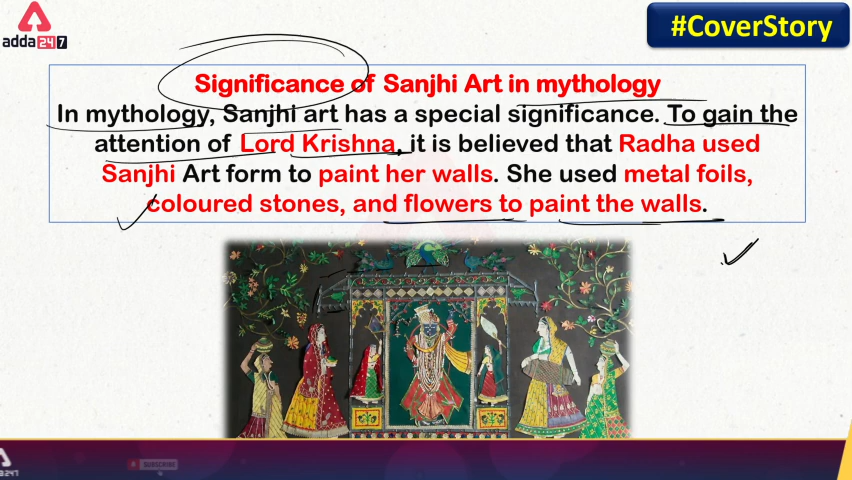 adda247
#CoverStory
Significance of Sanjhi Art in mythology
In mythology, Sanjhi art has a special significance. To gain the
attention of Lord Krishna, it is believed that Radha used
Sanjhi Art form to paint her walls. She used metal foils,
coloured stones, and flowers to paint the walls.
SUBSCRIBE